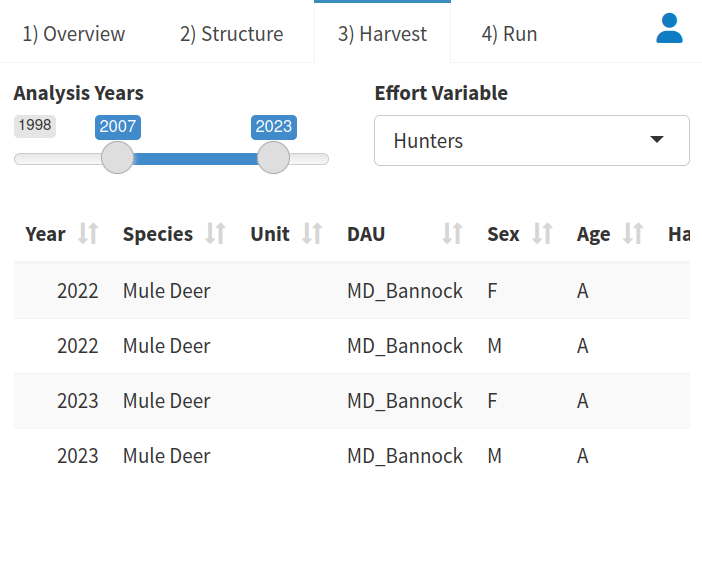 1) Overview 2) Structure 3) Harvest 4) Run
Analysis Years Effort Variable
1998 2007 2023
Hunters
Year Species Unit DAU Sex Age Ha
2022 Mule Deer MD_Bannock F A
2022 Mule Deer MD_Bannock M A
2023 Mule Deer MD_Bannock F A
2023 Mule Deer MD_Bannock M A